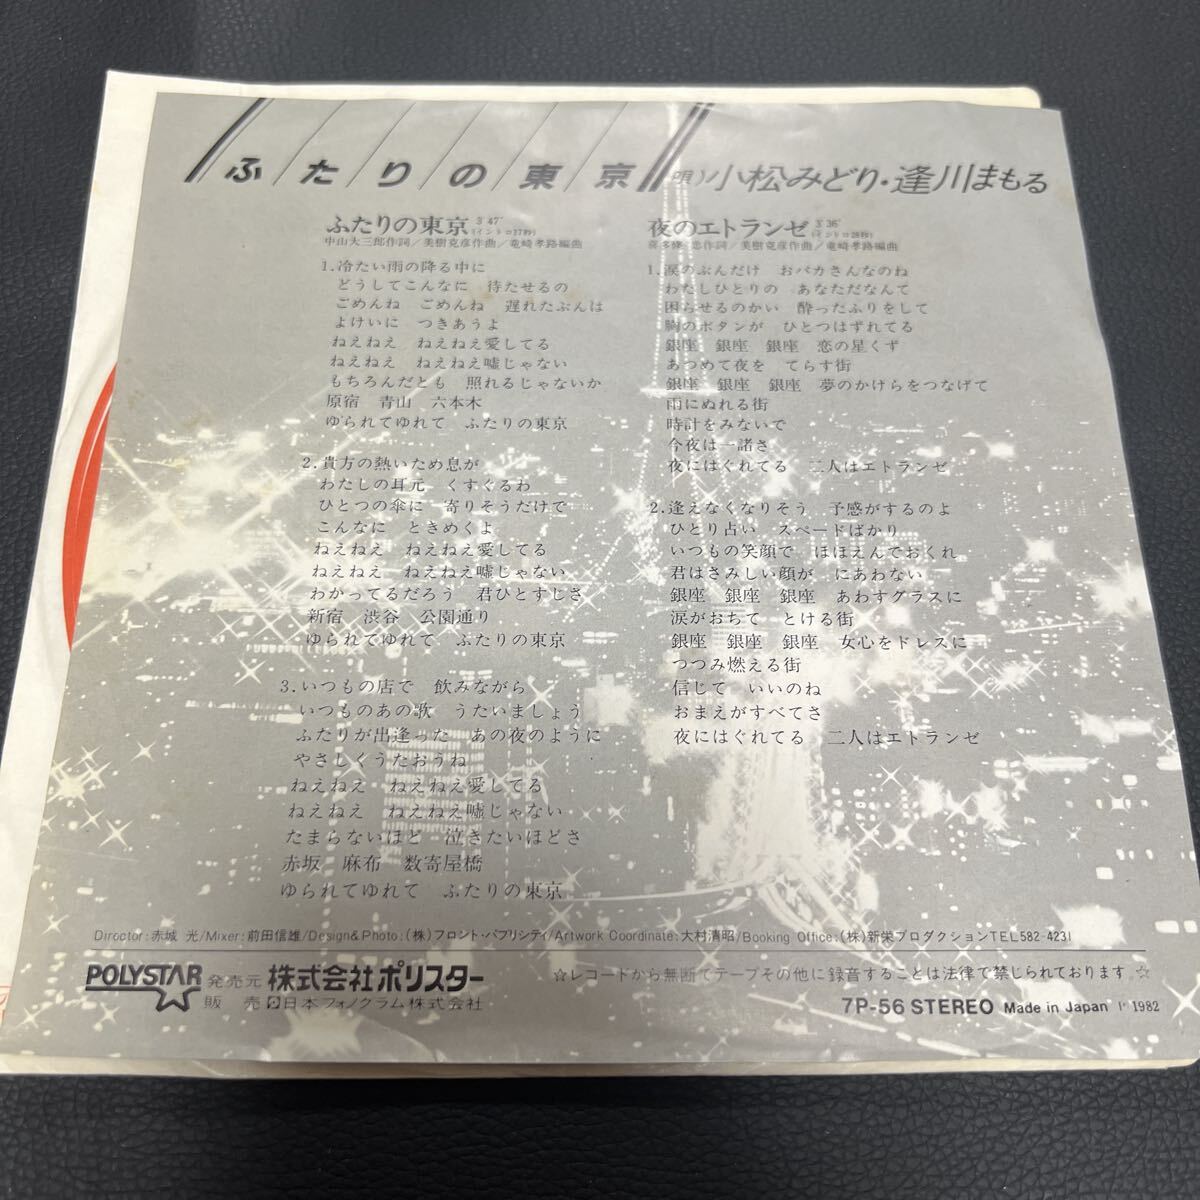 ふたりの東京 唄）小松みどり・逢川まもる
ふたりの東京 3'47"（イントロ17秒）
中山大三郎作詞／美樹克彦作曲／竜崎孝路編曲
1.冷たい雨の降る中に
どうしてこんなに 待たせるの
ごめんね ごめんね 遅れたぶんは
よけいに つきあうよ
ねえねえ ねえねえ愛してる
ねえねえ ねえねえ嘘じゃない
もちろんだとも 照れるじゃないか
原宿 青山 六本木
ゆられてゆれて ふたりの東京
2.貴方の熱いため息が
わたしの耳元 くすぐるわ
ひとつの傘に 寄りそうだけで
こんなに ときめくよ
ねえねえ ねえねえ愛してる
ねえねえ ねえねえ嘘じゃない
わかってるだろう 君ひとすじさ
新宿 渋谷 公園通り
ゆられてゆれて ふたりの東京
3.いつもの店で 飲みながら
いつものあの歌 うたいましょう
ふたりが出逢った あの夜のように
やさしくうたおうね
ねえねえ ねえねえ愛してる
ねえねえ ねえねえ嘘じゃない
たまらないほど 泣きたいほどさ
赤坂 麻布 数寄屋橋
ゆられてゆれて ふたりの東京
夜のエトランゼ 3'36"（イントロ28秒）
喜多條 忠作詞／美樹克彦作曲／竜崎孝路編曲
1.涙のぶんだけ おバカさんなのね
わたしひとりの あなただなんて
困らせるのかい 酔ったふりをして
胸のボタンが ひとつはずれてる
銀座 銀座 銀座 恋の星くず
あつめて夜を てらす街
銀座 銀座 銀座 夢のかけらをつなげて
雨にぬれる街
時計をみないで
今夜は一諸さ
夜にはぐれてる 二人はエトランゼ
2.逢えなくなりそう 予感がするのよ
ひとり占い スペードばかり
いつもの笑顔で ほほえんでおくれ
君はさみしい顔が にあわない
銀座 銀座 銀座 あわすグラスに
涙がおちて とける街
銀座 銀座 銀座 女心をドレスに
つつみ燃える街
信じて いいのね
おまえがすべてさ
夜にはぐれてる 二人はエトランゼ
Director:赤城 光/Mixer:前田信雄/Design&Photo:(株)フロント・パブリシティ/Artwork Coordinate:大村清昭/Booking Office:(株)新栄プロダクションTEL582-4231
POLYSTAR 発売元 株式会社ポリスター
販 売 日本フォノグラム株式会社
☆レコードから無断でテープその他に録音することは法律で禁じられております。☆
7P-56 STEREO Made in Japan 1982